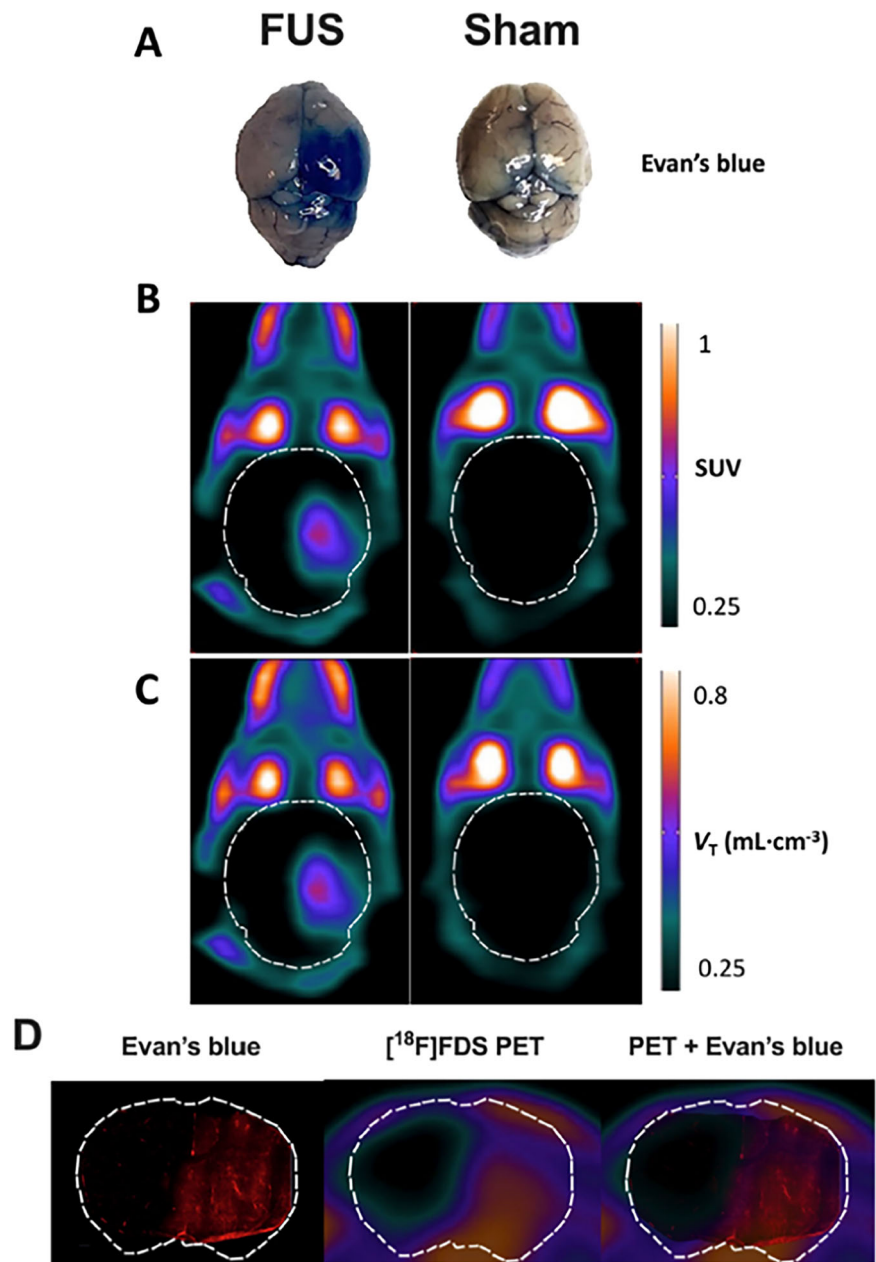 A
FUS
Sham
Evan's blue
B
1
SUV
0.25
C
0.8
V_T (mL·cm⁻³)
0.25
D
Evan's blue
[¹⁸F]FDS PET
PET + Evan's blue